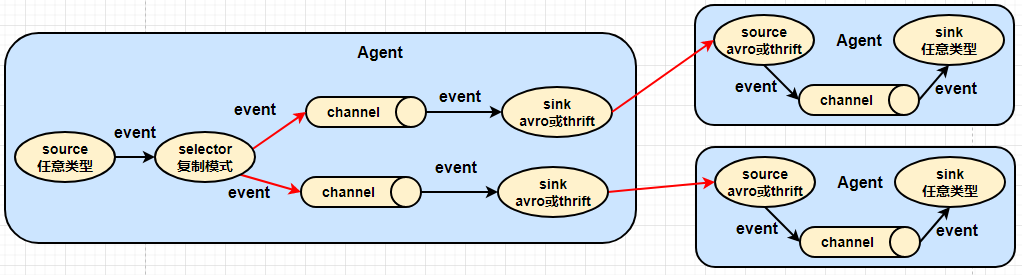 Agent
source
任意类型
event
selector
复制模式
event
channel
event
sink
avro或thrift
event
channel
event
sink
avro或thrift
source
avro或thrift
Agent
sink
任意类型
event
channel
event
source
avro或thrift
Agent
sink
任意类型
event
channel
event